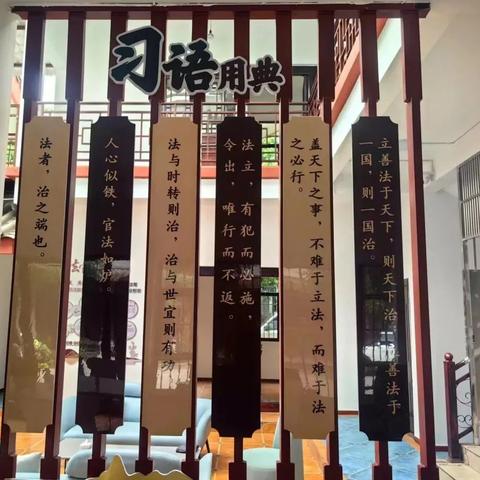 习语用典
立善法于天下，则天下治；善法于
一国，则一国治。
盖天下之事，不难于立法，而难于法
之必行。
法立，有犯而必施，
令出，唯行而不返。
法与时转则治，治与世宜则有功
人心似铁，官法如炉。
法者，治之端也。